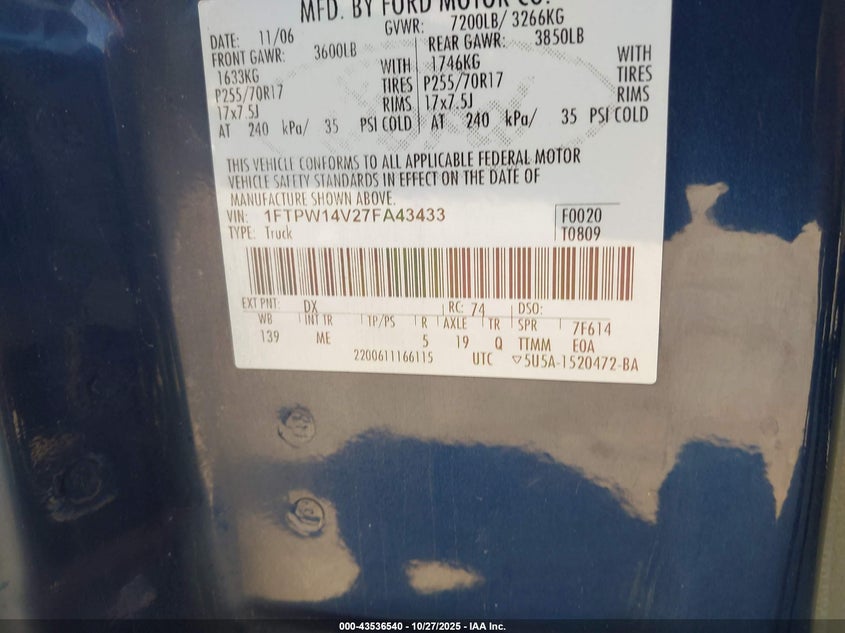 MFD. BY FORD MOTOR CO.
DATE: 11/06 GVWR: 7200LB/ 3266KG
FRONT GAWR: 3600LB REAR GAWR: 3850LB
1633KG WITH 1746KG WITH
P255/70R17 TIRES P255/70R17 TIRES
17x7.5J RIMS 17x7.5J RIMS
AT 240 kPa/ 35 PSI COLD AT 240 kPa/ 35 PSI COLD
THIS VEHICLE CONFORMS TO ALL APPLICABLE FEDERAL MOTOR
VEHICLE SAFETY STANDARDS IN EFFECT ON THE DATE OF
MANUFACTURE SHOWN ABOVE.
VIN: 1FTPW14V27FA43433 F0020
TYPE: Truck T0809
EXT PNT: DX RC: 74 DSO:
WB INT TR TP/PS R AXLE TR SPR 7F614
139 ME 5 19 Q TTMM E0A
2200611166115 UTC ▽5U5A-1520472-BA
000-43536540 - 10/27/2025 - IAA Inc.